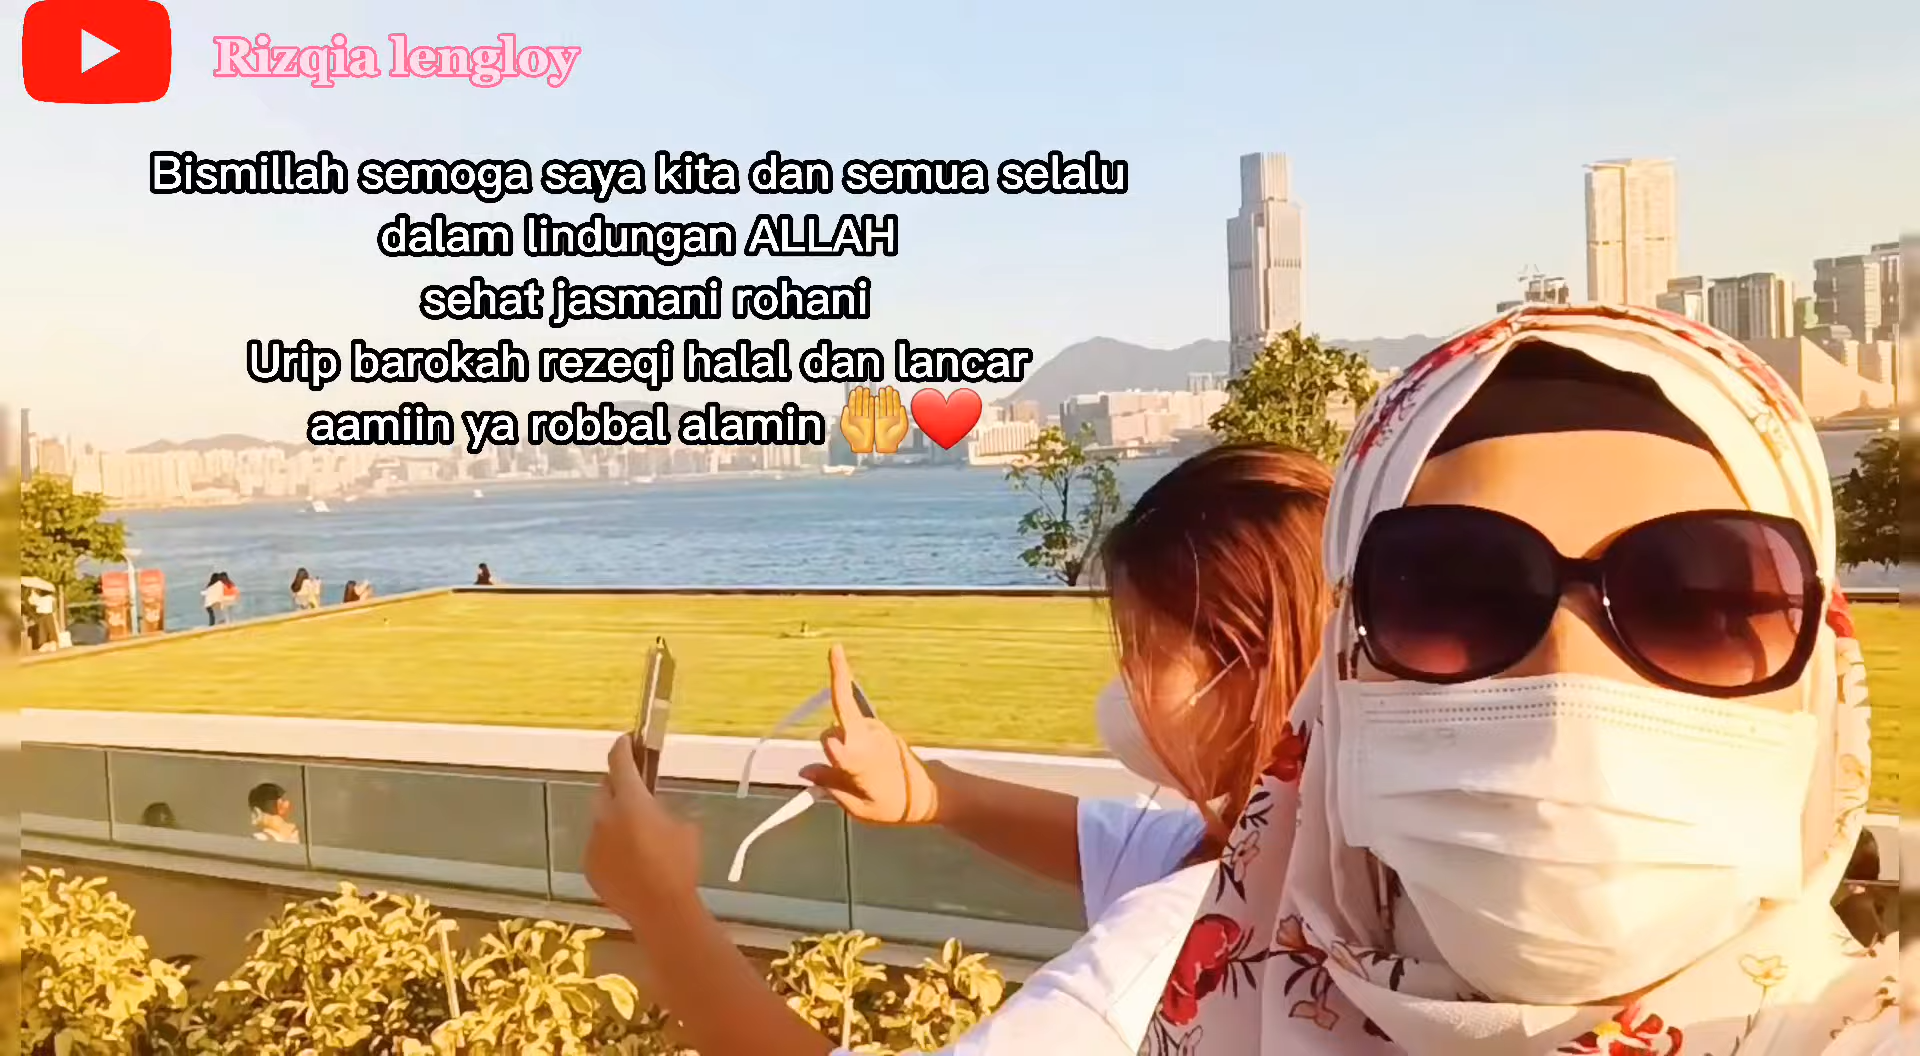 Rizqia lengloy
Bismillah semoga saya kita dan semua selalu
dalam lindungan ALLAH
sehat jasmani rohani
Urip barokah rezeqi halal dan lancar
aamiin ya robbal alamin 🤲❤️